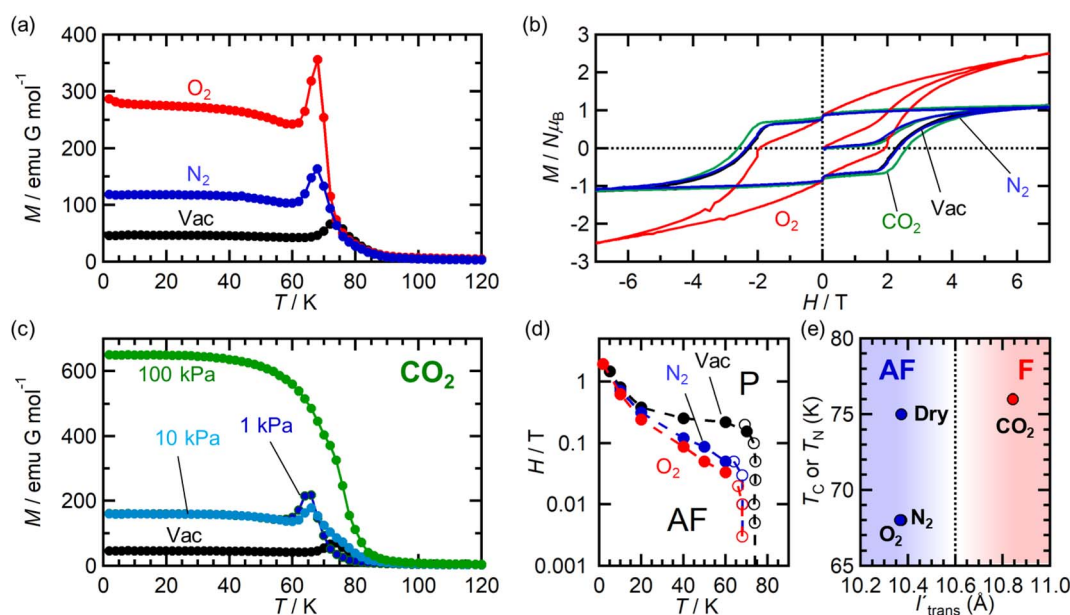 (a)
400
300
200
100
0
M / emu G mol⁻¹
O₂
N₂
Vac
0 20 40 60 80 100 120
T / K
(b)
3
2
1
0
-1
-2
-3
M / Nμ_B
O₂
CO₂
Vac
N₂
-6 -4 -2 0 2 4 6
H / T
(c)
600
400
200
0
M / emu G mol⁻¹
CO₂
100 kPa
10 kPa
1 kPa
Vac
0 20 40 60 80 100 120
T / K
(d)
1
0.1
0.01
0.001
H / T
Vac
N₂
P
O₂
AF
0 20 40 60 80
T / K
(e)
80
75
70
65
T_C or T_N (K)
AF
F
Dry
CO₂
N₂
O₂
10.2 10.4 10.6 10.8 11.0
l′trans (Å)